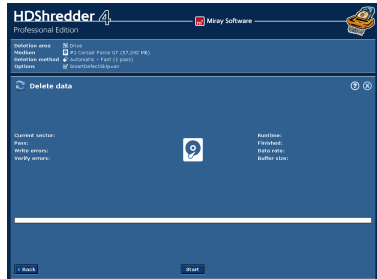 HDShredder 4
Professional Edition
Miray Software
Deletion area Drive
Medium #1 Corsair Force GT (57,242 MB)
Deletion method Automatic - Fast (1 pass)
Options SmartDefectSkipwan
Delete data
Current sector:
Pass:
Write errors:
Verify errors:
Runtime:
Finished:
Data rate:
Buffer size:
< Back
Start